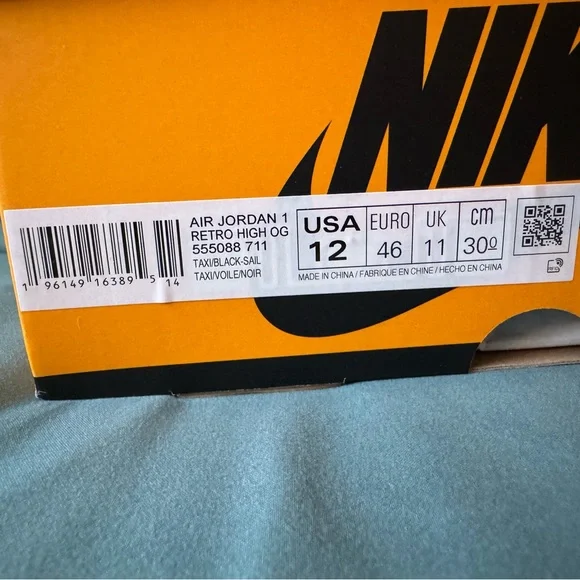 NIK
AIR JORDAN 1
RETRO HIGH OG
555088 711
TAXI/BLACK-SAIL
TAXI/VOILE/NOIR
1 96149 16389 5 14
USA
12
EURO
46
UK
11
cm
30º
MADE IN CHINA / FABRIQUE EN CHINE / HECHO EN CHINA